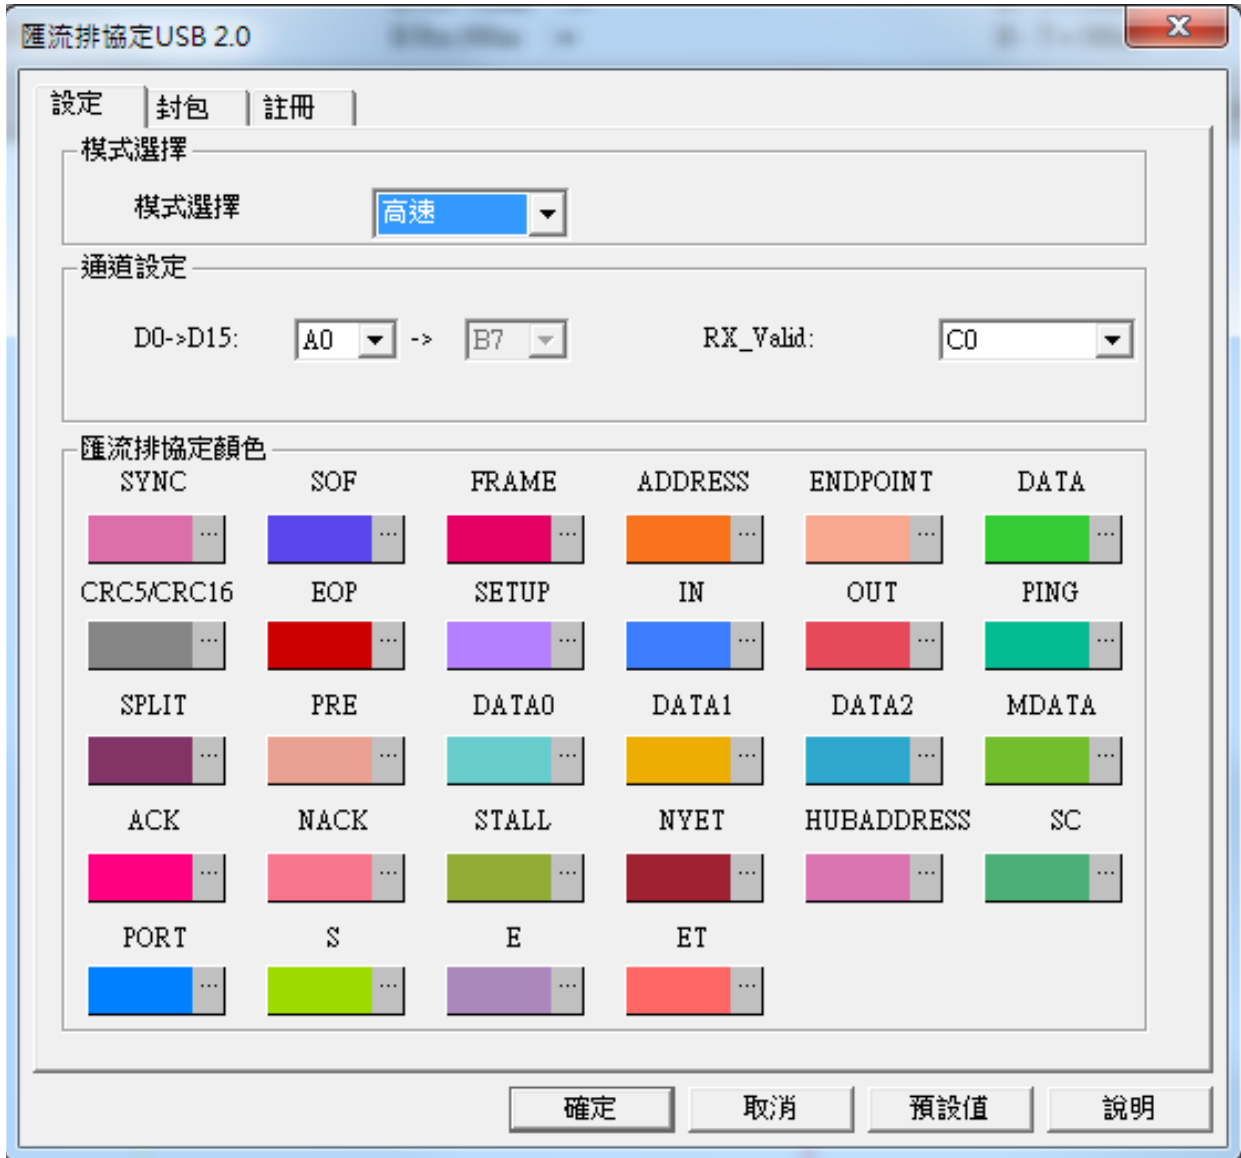 匯流排協定USB 2.0
設定 封包 註冊
模式選擇
模式選擇 高速
通道設定
D0->D15: A0 -> B7 RX_Valid: C0
匯流排協定顏色
SYNC SOF FRAME ADDRESS ENDPOINT DATA
... ... ... ... ... ...
CRC5/CRC16 EOP SETUP IN OUT PING
... ... ... ... ... ...
SPLIT PRE DATA0 DATA1 DATA2 MDATA
... ... ... ... ... ...
ACK NACK STALL NYET HUBADDRESS SC
... ... ... ... ... ...
PORT S E ET
... ... ... ...
確定 取消 預設值 說明